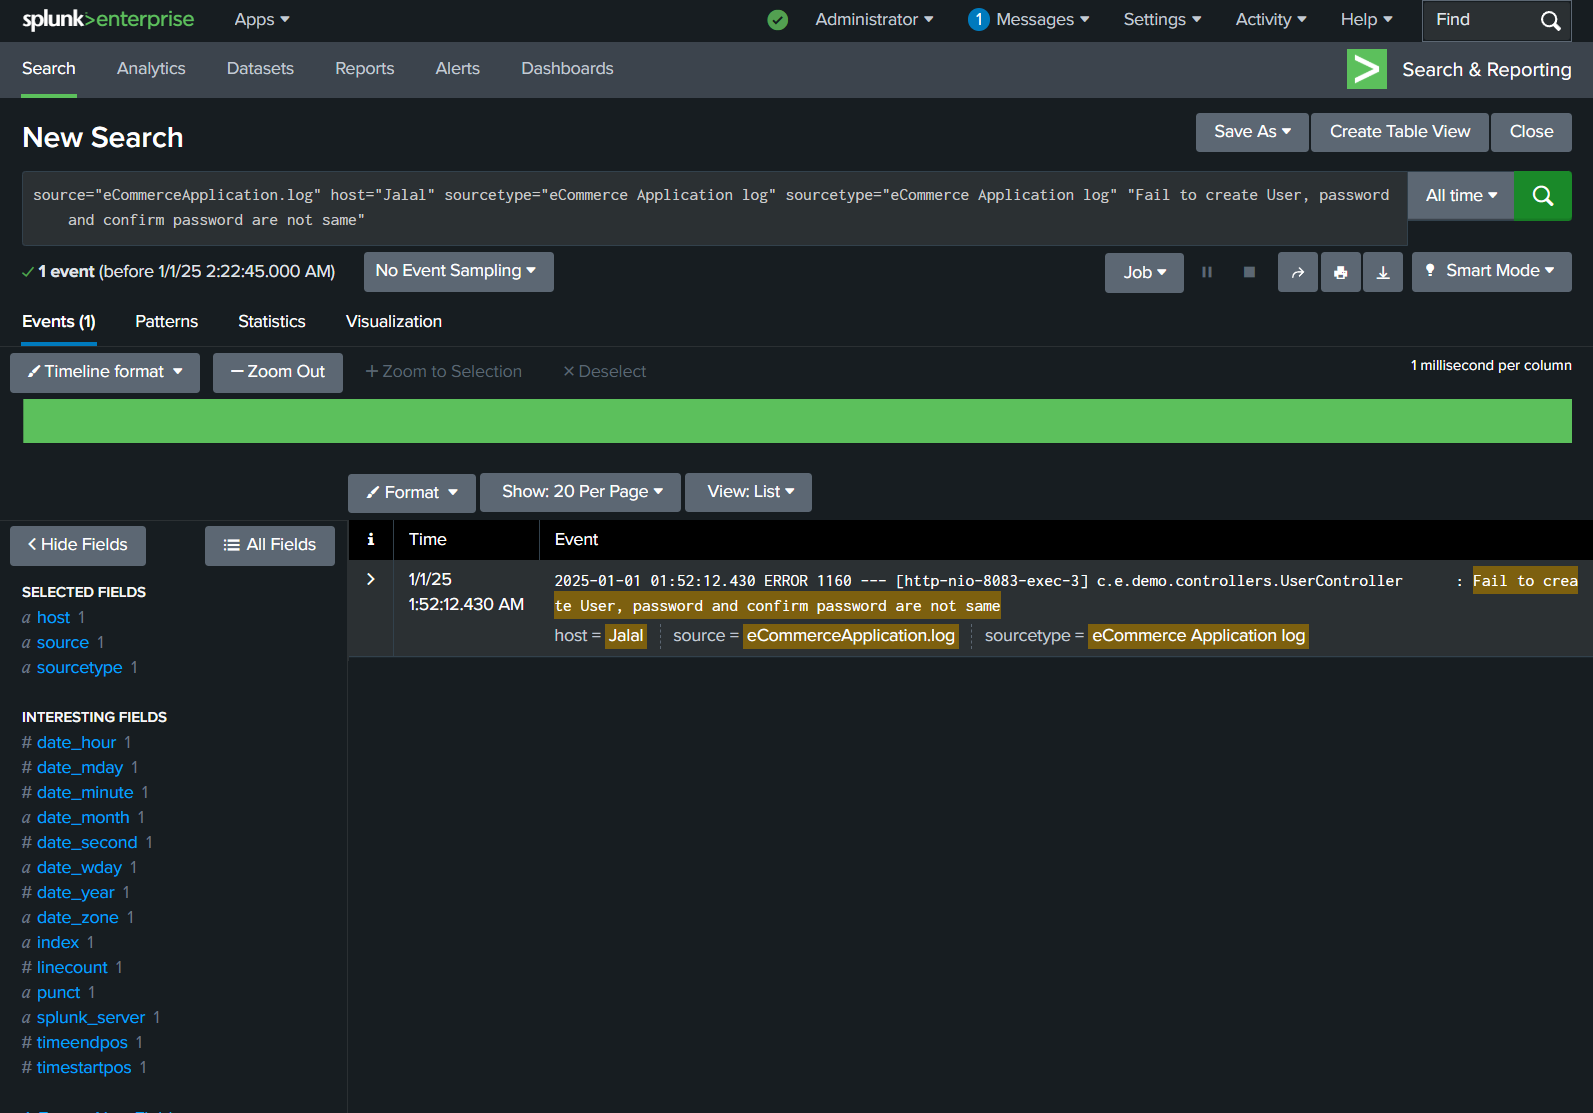 splunk>enterprise Apps Administrator 1 Messages Settings Activity Help Find
Search Analytics Datasets Reports Alerts Dashboards > Search & Reporting
New Search Save As Create Table View Close
source="eCommerceApplication.log" host="Jalal" sourcetype="eCommerce Application log" sourcetype="eCommerce Application log" "Fail to create User, password
and confirm password are not same"
All time
1 event (before 1/1/25 2:22:45.000 AM) No Event Sampling Job Smart Mode
Events (1) Patterns Statistics Visualization
Timeline format Zoom Out Zoom to Selection Deselect 1 millisecond per column
Format Show: 20 Per Page View: List
Hide Fields All Fields
SELECTED FIELDS
a host 1
a source 1
a sourcetype 1
INTERESTING FIELDS
# date_hour 1
# date_mday 1
# date_minute 1
a date_month 1
# date_second 1
a date_wday 1
# date_year 1
a date_zone 1
a index 1
# linecount 1
a punct 1
a splunk_server 1
# timeendpos 1
# timestartpos 1
i Time Event
1/1/25
1:52:12.430 AM
2025-01-01 01:52:12.430 ERROR 1160 --- [http-nio-8083-exec-3] c.e.demo.controllers.UserController : Fail to crea
te User, password and confirm password are not same
host = Jalal source = eCommerceApplication.log sourcetype = eCommerce Application log